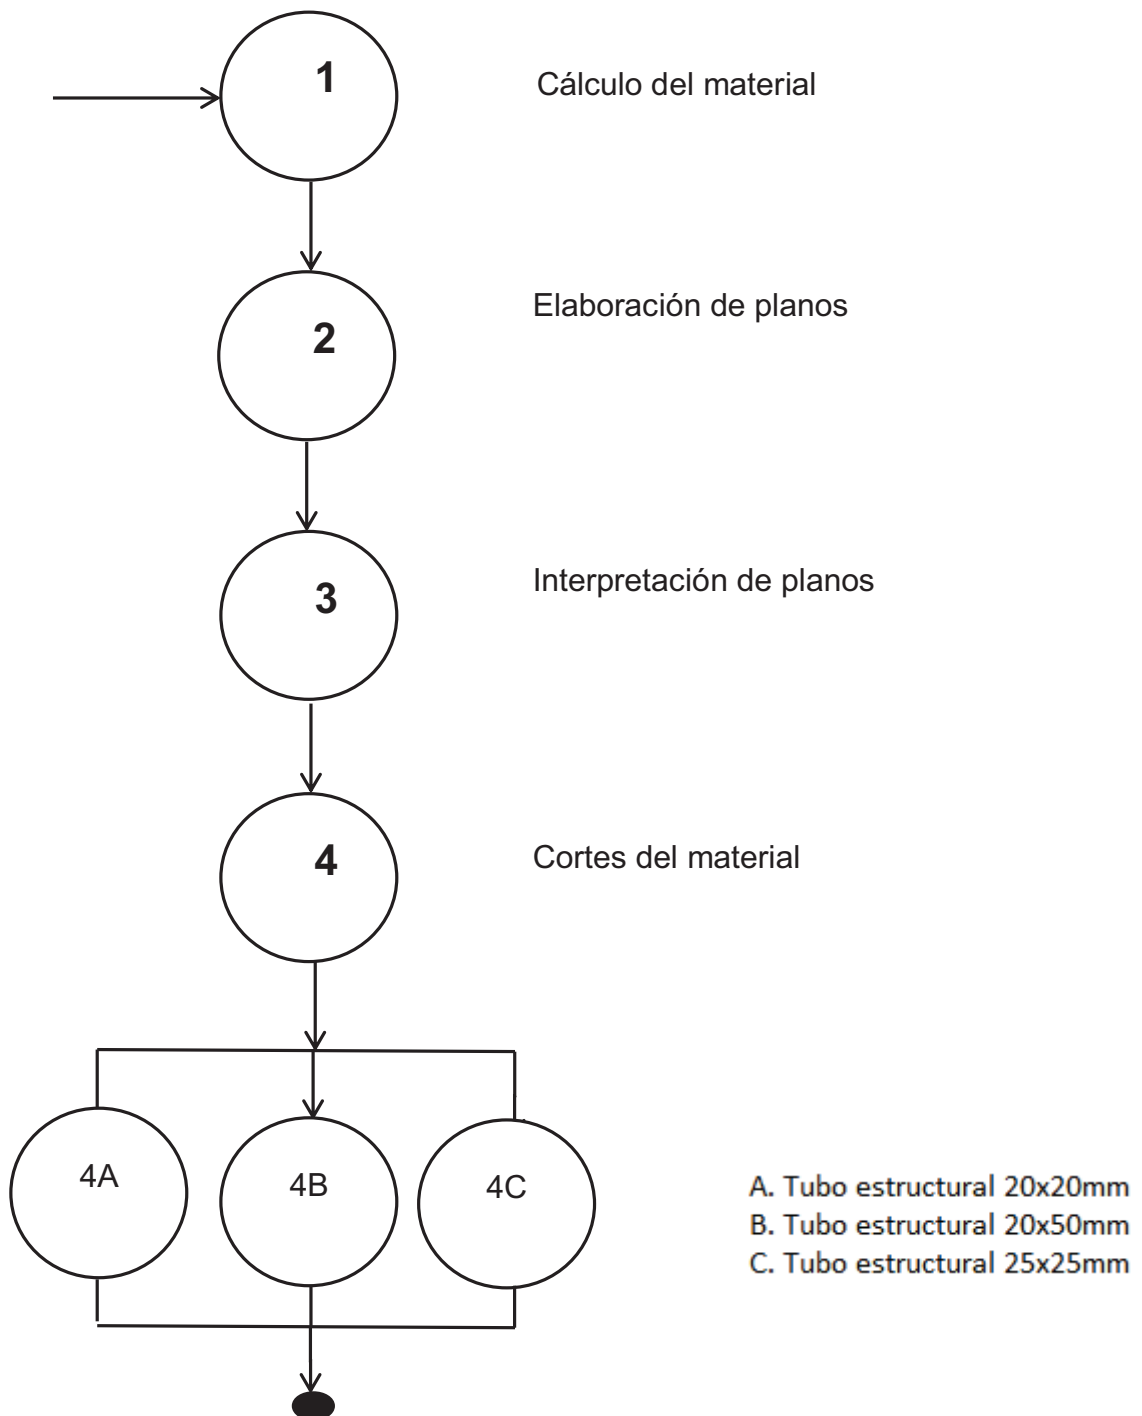 1
Cálculo del material
2
Elaboración de planos
3
Interpretación de planos
4
Cortes del material
4A
4B
4C
A. Tubo estructural 20x20mm
B. Tubo estructural 20x50mm
C. Tubo estructural 25x25mm